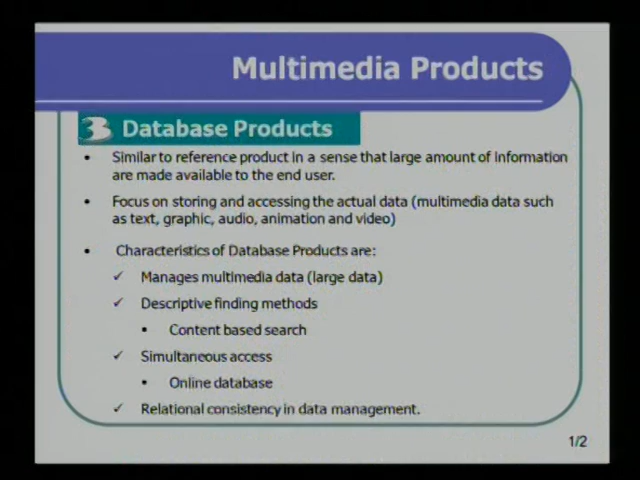 Multimedia Products
3 Database Products
• Similar to reference product in a sense that large amount of information
are made available to the end user.
• Focus on storing and accessing the actual data (multimedia data such
as text, graphic, audio, animation and video)
• Characteristics of Database Products are:
✓ Manages multimedia data (large data)
✓ Descriptive finding methods
▪ Content based search
✓ Simultaneous access
▪ Online database
✓ Relational consistency in data management.
1/2